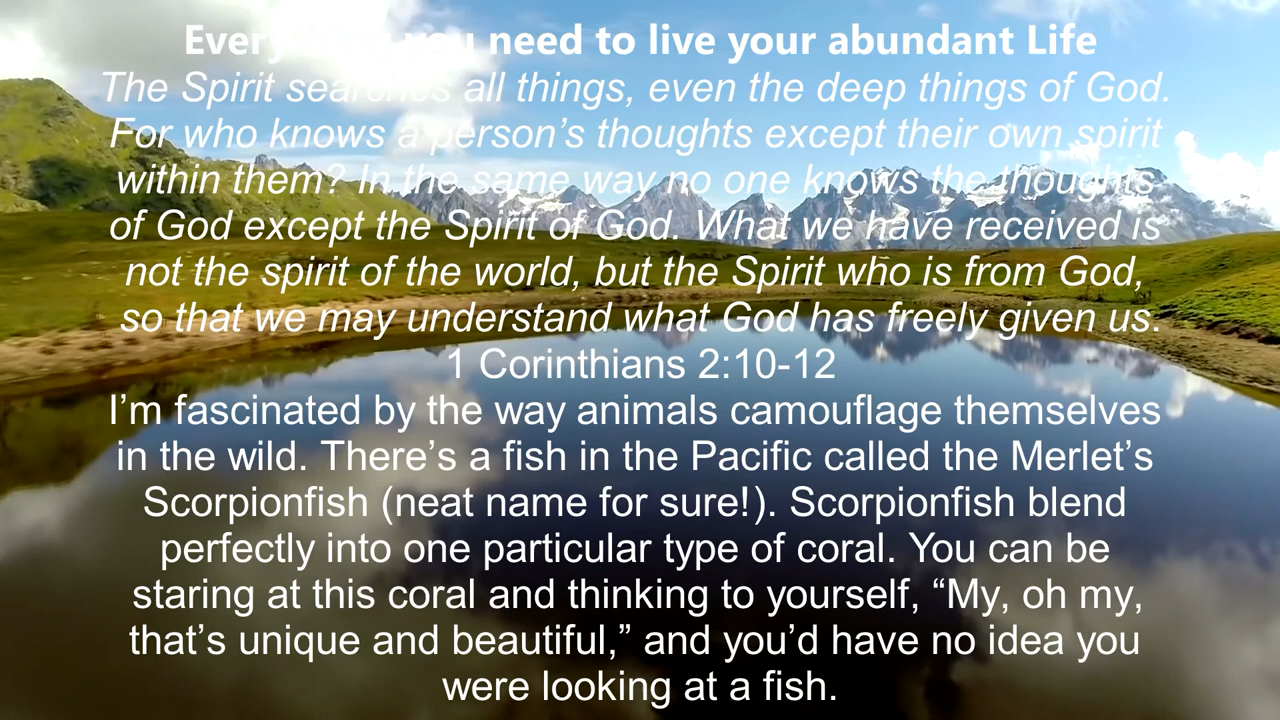 Everything you need to live your abundant Life
The Spirit searches all things, even the deep things of God.
For who knows a person’s thoughts except their own spirit
within them? In the same way no one knows the thoughts
of God except the Spirit of God. What we have received is
not the spirit of the world, but the Spirit who is from God,
so that we may understand what God has freely given us.
1 Corinthians 2:10-12
I’m fascinated by the way animals camouflage themselves
in the wild. There’s a fish in the Pacific called the Merlet’s
Scorpionfish (neat name for sure!). Scorpionfish blend
perfectly into one particular type of coral. You can be
staring at this coral and thinking to yourself, “My, oh my,
that’s unique and beautiful,” and you’d have no idea you
were looking at a fish.